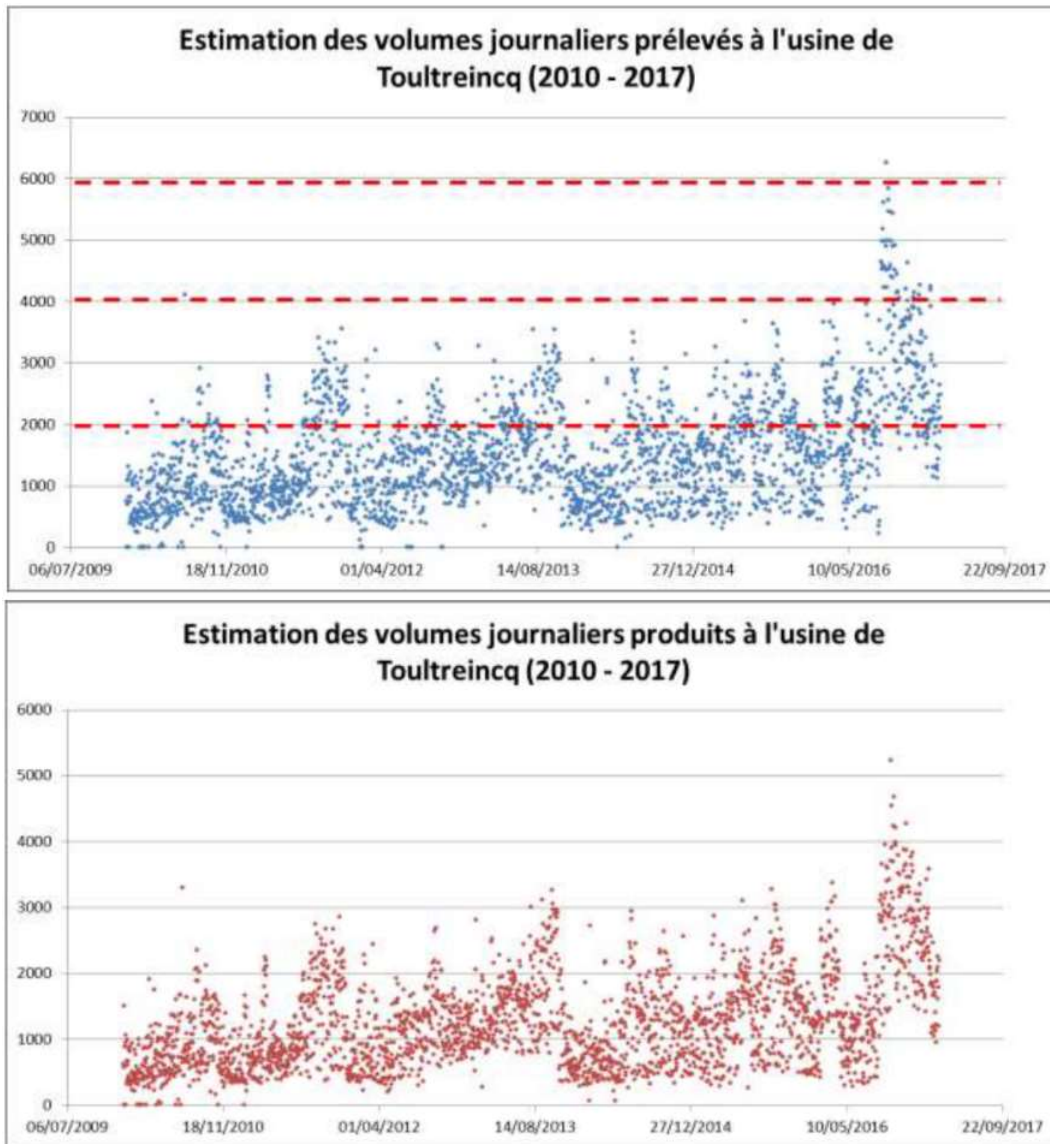 Estimation des volumes journaliers prélevés à l'usine de
Toultreincq (2010 - 2017)
7000
6000
5000
4000
3000
2000
1000
0
06/07/2009 18/11/2010 01/04/2012 14/08/2013 27/12/2014 10/05/2016 22/09/2017
Estimation des volumes journaliers produits à l'usine de
Toultreincq (2010 - 2017)
6000
5000
4000
3000
2000
1000
0
06/07/2009 18/11/2010 01/04/2012 14/08/2013 27/12/2014 10/05/2016 22/09/2017